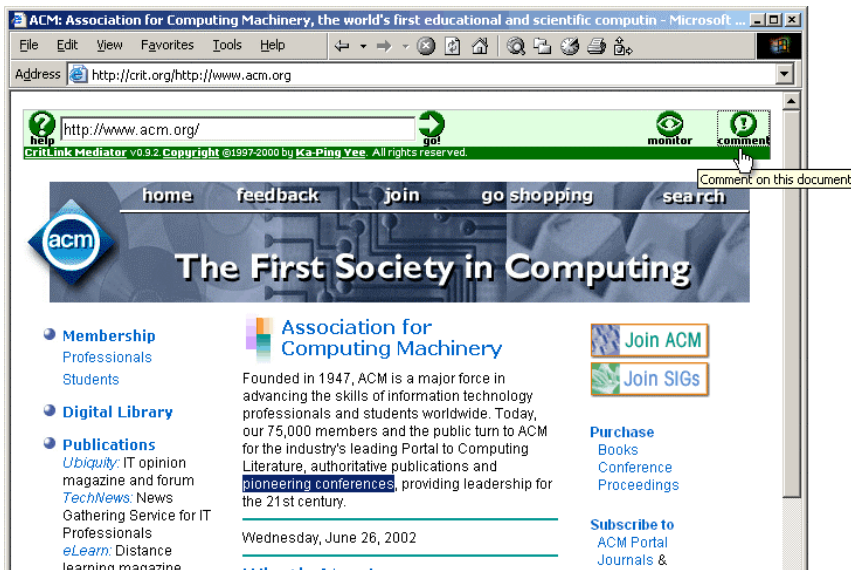 ACM: Association for Computing Machinery, the world's first educational and scientific computin - Microsoft ...
File Edit View Favorites Tools Help
Address http://crit.org/http://www.acm.org
http://www.acm.org/
help go! monitor comment
CritLink Mediator v0.9.2. Copyright ©1997-2000 by Ka-Ping Yee. All rights reserved.
Comment on this document
home feedback join go shopping search
acm
The First Society in Computing
Membership
Professionals
Students
Digital Library
Publications
Ubiquity: IT opinion
magazine and forum
TechNews: News
Gathering Service for IT
Professionals
eLearn: Distance
learning magazine
Association for
Computing Machinery
Founded in 1947, ACM is a major force in
advancing the skills of information technology
professionals and students worldwide. Today,
our 75,000 members and the public turn to ACM
for the industry's leading Portal to Computing
Literature, authoritative publications and
pioneering conferences, providing leadership for
the 21st century.
Wednesday, June 26, 2002
Join ACM
Join SIGs
Purchase
Books
Conference
Proceedings
Subscribe to
ACM Portal
Journals &